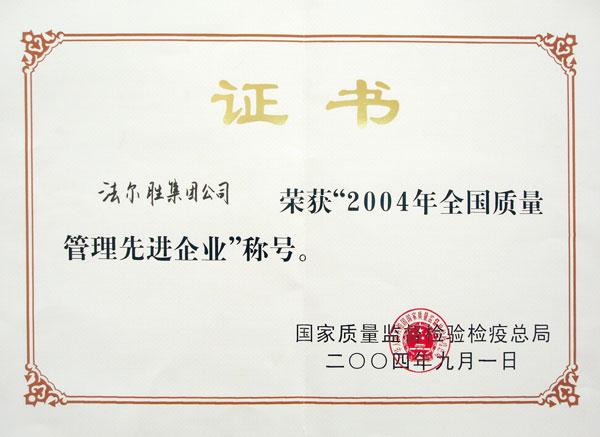 证书
法尔胜集团公司 荣获“2004年全国质量
管理先进企业”称号。
国家质量监督检验检疫总局
二〇〇四年九月一日